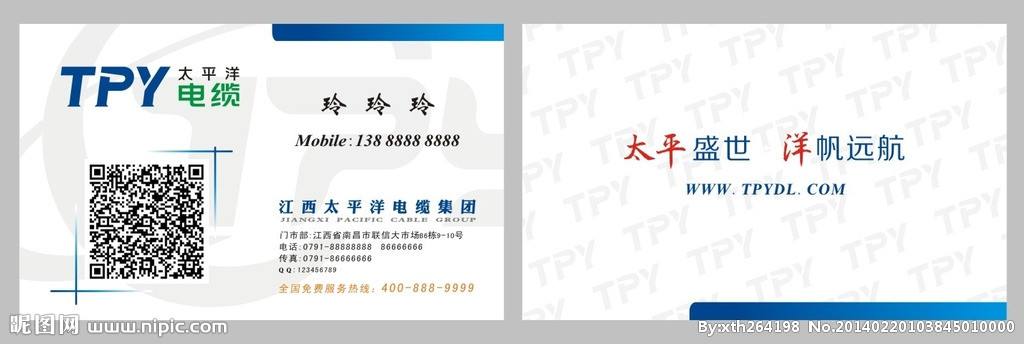 TPY 太平洋
电缆
玲 玲 玲
Mobile:138 8888 8888
江西太平洋电缆集团
JIANGXI PACIFIC CABLE GROUP
门市部:江西省南昌市联信大市场B6栋9-10号
电话:0791-88888888 86666666
传真:0791-86666666
QQ:123456789
全国免费服务热线:400-888-9999
太平盛世 洋帆远航
WWW.TPYDL.COM
TPY TPY TPY TPY
昵图网 www.nipic.com
By:xth264198 No.20140220103845010000